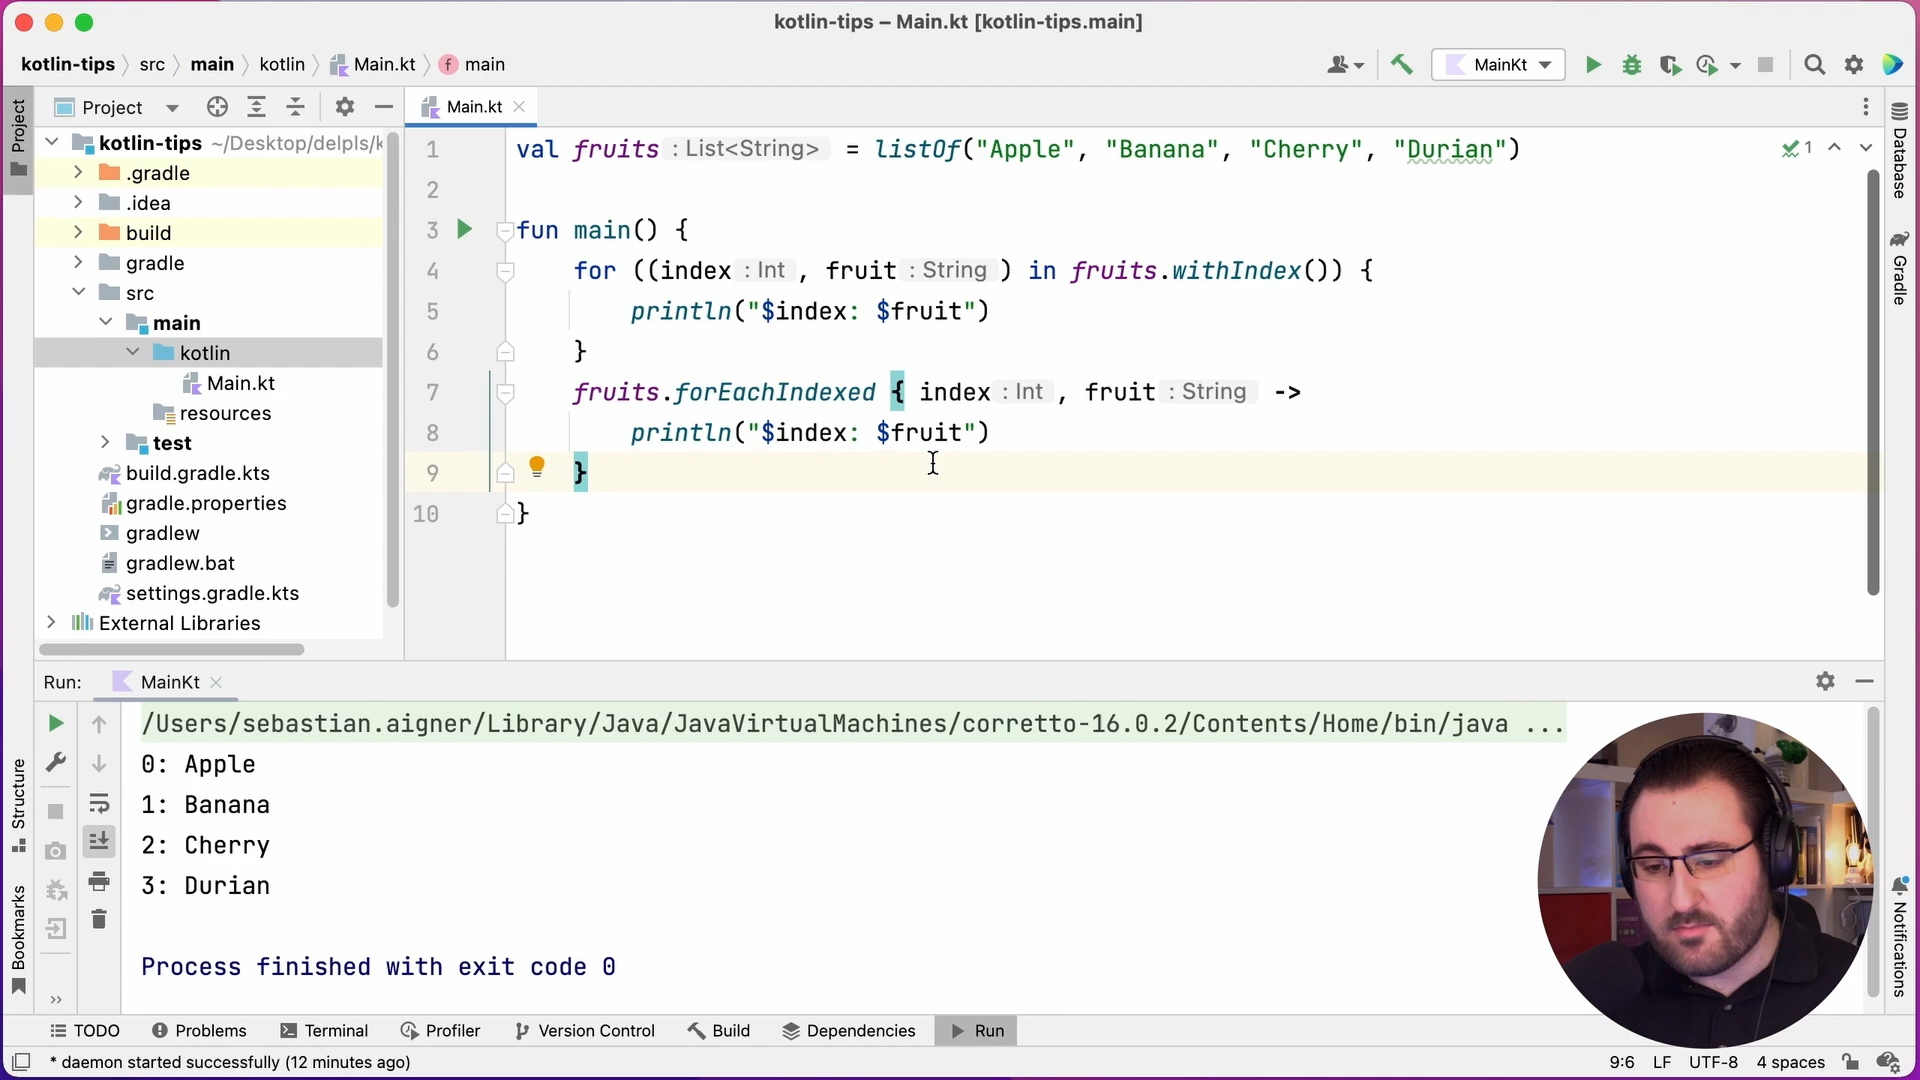 kotlin-tips – Main.kt [kotlin-tips.main]
kotlin-tips src main kotlin Main.kt f main
MainKt
Project
Main.kt
Project
kotlin-tips ~/Desktop/delpls/k
.gradle
.idea
build
gradle
src
main
kotlin
Main.kt
resources
test
build.gradle.kts
gradle.properties
gradlew
gradlew.bat
settings.gradle.kts
External Libraries
1 val fruits : List<String> = listOf("Apple", "Banana", "Cherry", "Durian")
2
3 fun main() {
4 for ((index : Int , fruit : String ) in fruits.withIndex()) {
5 println("$index: $fruit")
6 }
7 fruits.forEachIndexed { index : Int , fruit : String ->
8 println("$index: $fruit")
9 }
10 }
1
Database
Gradle
Run: MainKt
/Users/sebastian.aigner/Library/Java/JavaVirtualMachines/corretto-16.0.2/Contents/Home/bin/java ...
0: Apple
1: Banana
2: Cherry
3: Durian
Process finished with exit code 0
Structure
Bookmarks
Notifications
TODO Problems Terminal Profiler Version Control Build Dependencies Run
* daemon started successfully (12 minutes ago)
9:6 LF UTF-8 4 spaces